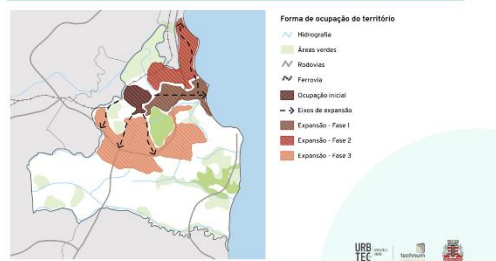 Forma de ocupação do território
Hidrografia
Áreas verdes
Rodovias
Ferrovia
Ocupação inicial
Eixos de expansão
Expansão - Fase I
Expansão - Fase 2
Expansão - Fase 3
URB
TEC
technum